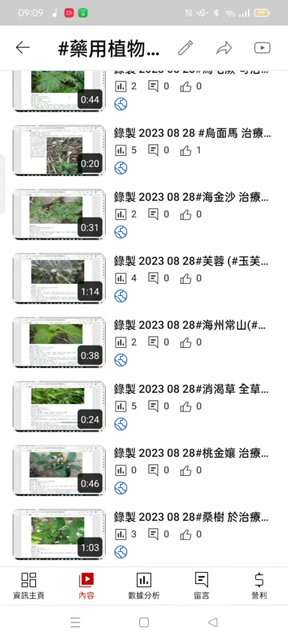 09:09
#藥用植物...
0:44
2 0 0
錄製 2023 08 28 #烏面馬 治療...
0:20
5 0 1
錄製 2023 08 28#海金沙 治療...
0:31
2 0 0
錄製 2023 08 28#芙蓉 (#玉芙...
1:14
4 0 0
錄製 2023 08 28#海州常山(#...
0:38
2 0 0
錄製 2023 08 28#消渴草 全草...
0:24
5 0 0
錄製 2023 08 28#桃金孃 治療...
0:46
0 0 0
錄製 2023 08 28#桑樹 於治療...
1:03
3 0 0
資訊主頁
內容
數據分析
留言
營利